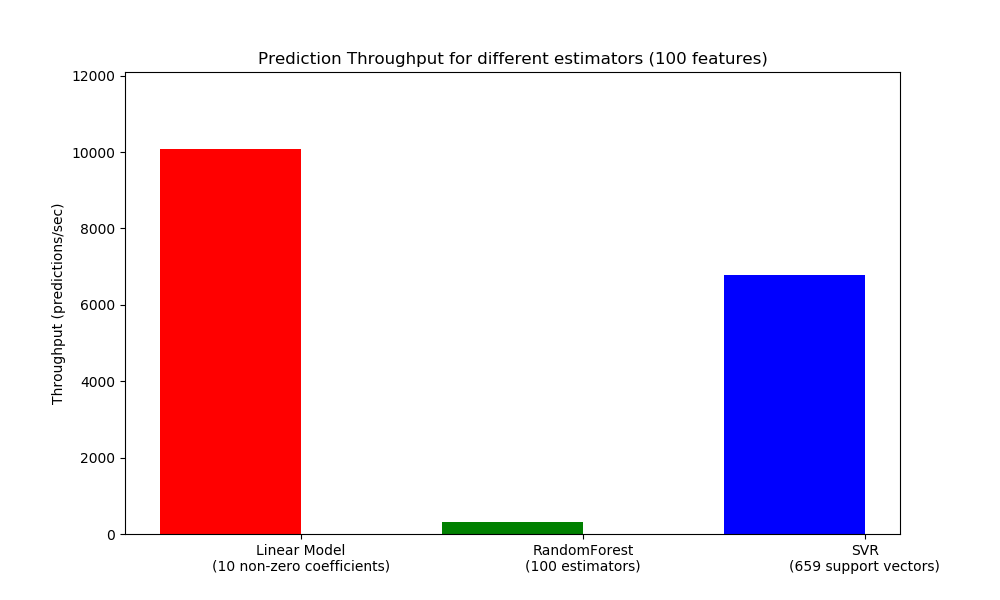 Prediction Throughput for different estimators (100 features)
12000
10000
8000
6000
4000
2000
0
Throughput (predictions/sec)
Linear Model
(10 non-zero coefficients)
RandomForest
(100 estimators)
SVR
(659 support vectors)